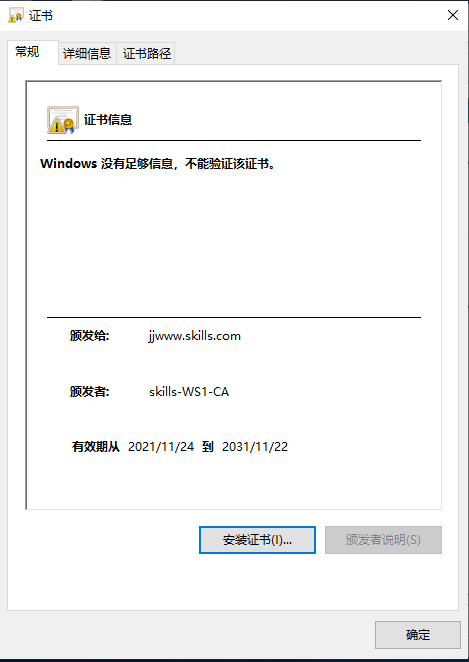 证书
常规 详细信息 证书路径
证书信息
Windows 没有足够信息，不能验证该证书。
颁发给: jjwww.skills.com
颁发者: skills-WS1-CA
有效期从 2021/11/24 到 2031/11/22
安装证书(I)... 颁发者说明(S)
确定